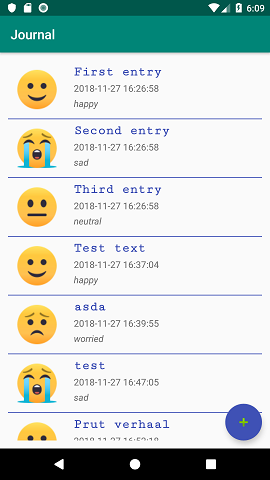 6:09
Journal
First entry
2018-11-27 16:26:58
happy
Second entry
2018-11-27 16:26:58
sad
Third entry
2018-11-27 16:26:58
neutral
Test text
2018-11-27 16:37:04
happy
asda
2018-11-27 16:39:55
worried
test
2018-11-27 16:47:05
sad
Prut verhaal
2018-11-27 16:52:18
+